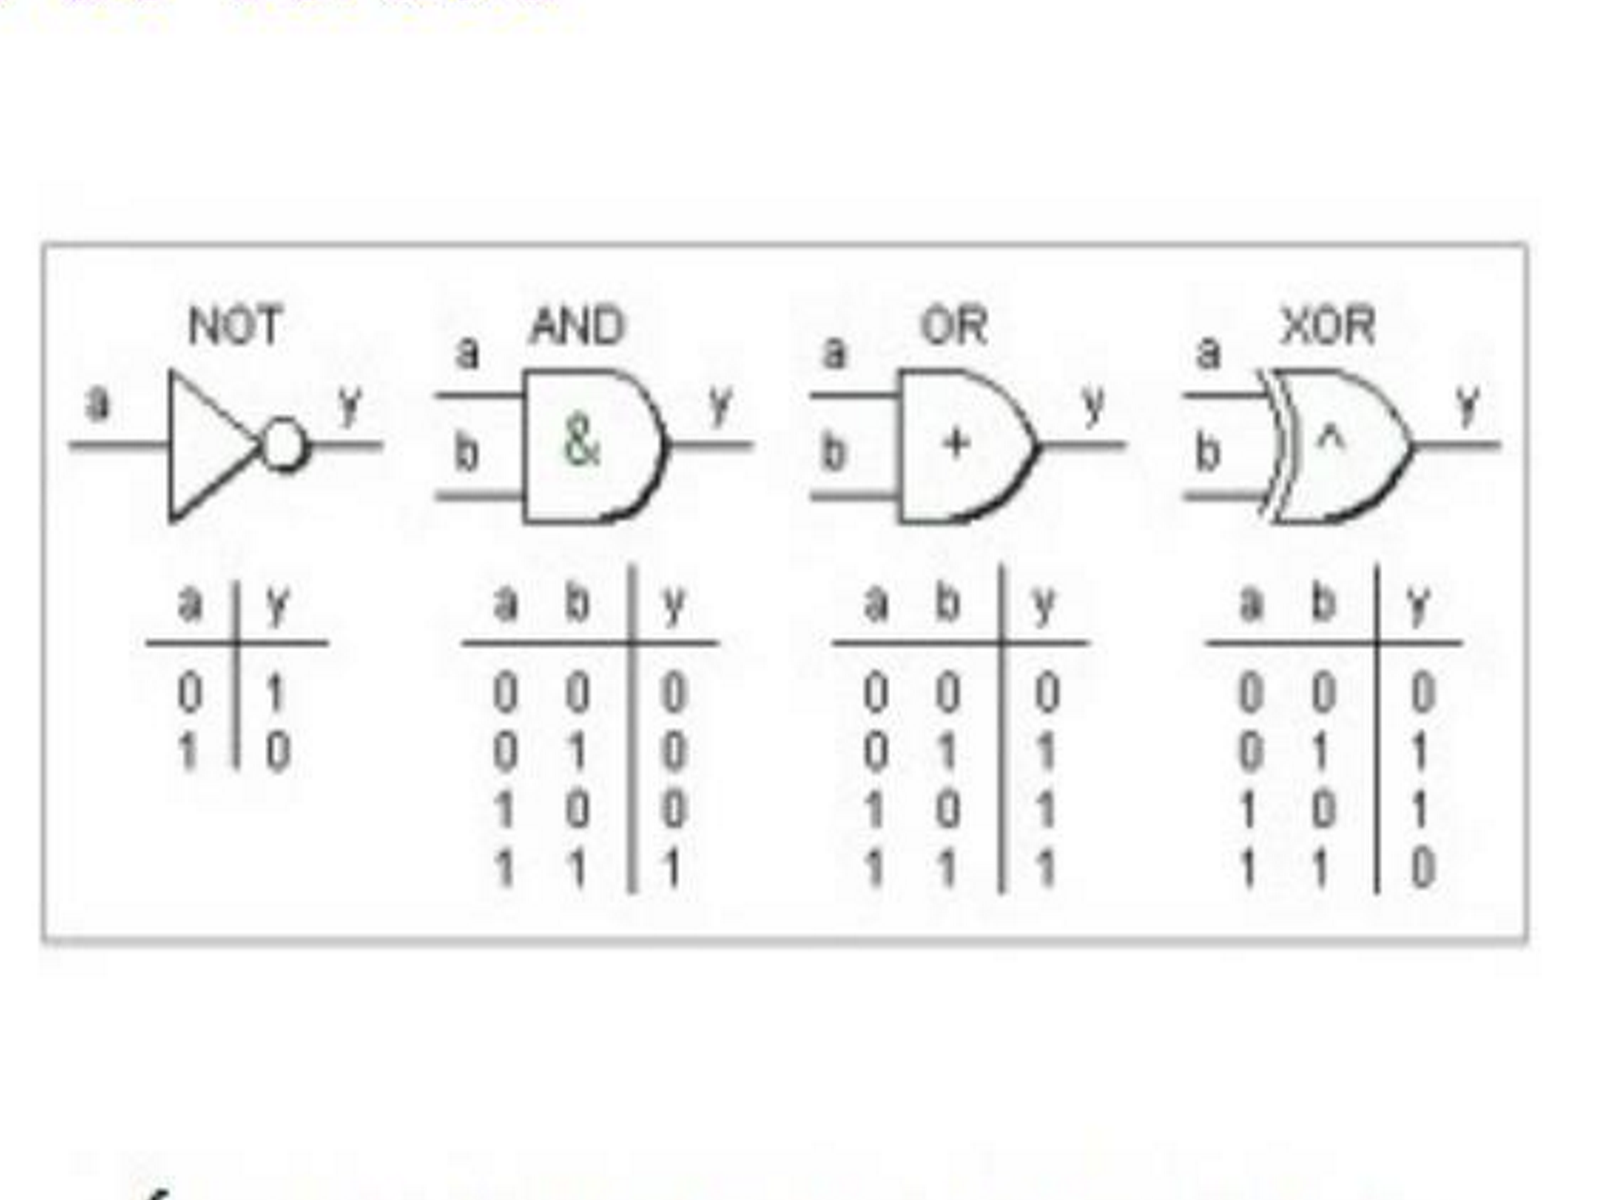 NOT AND OR XOR
a y a b y a b y a b y
& + ^
a y a b y a b y a b y
0 1 0 0 0 0 0 0 0 0 0
1 0 0 1 0 0 1 1 0 1 1
1 0 0 1 0 1 1 0 1
1 1 1 1 1 1 1 1 0